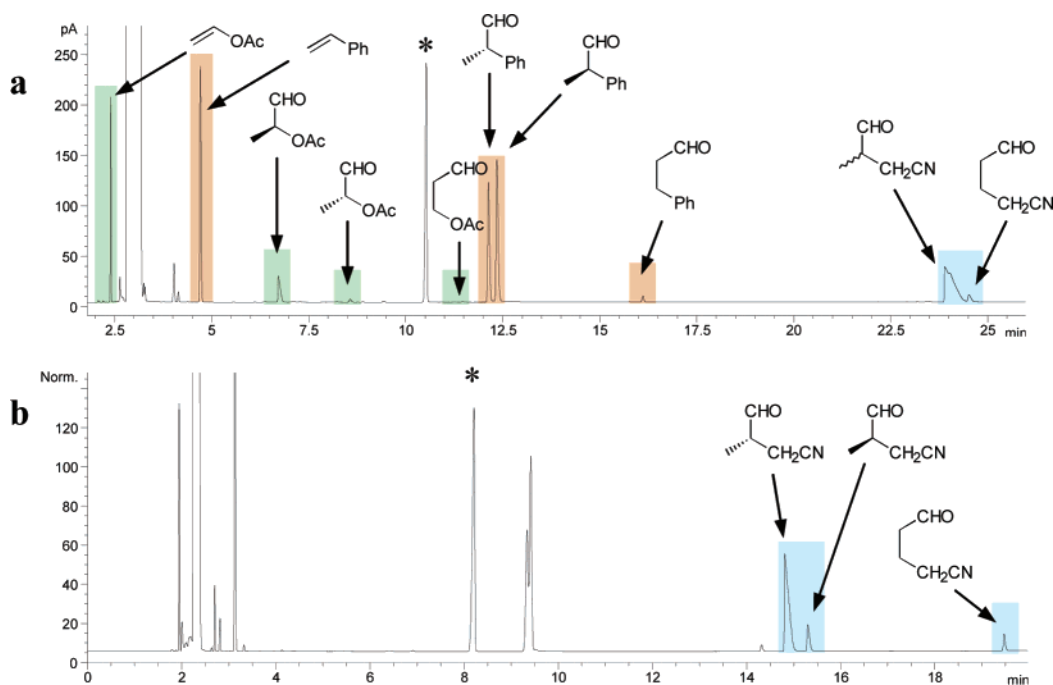 a
pA
250
200
150
100
50
0
OAc
Ph
CHO
OAc
CHO
OAc
*
CHO
OAc
CHO
Ph
CHO
Ph
CHO
Ph
CHO
CH₂CN
CHO
CH₂CN
2.5 5 7.5 10 12.5 15 17.5 20 22.5 25 min
b
Norm.
120
100
80
60
40
20
0
*
CHO
CH₂CN
CHO
CH₂CN
CHO
CH₂CN
0 2 4 6 8 10 12 14 16 18 min